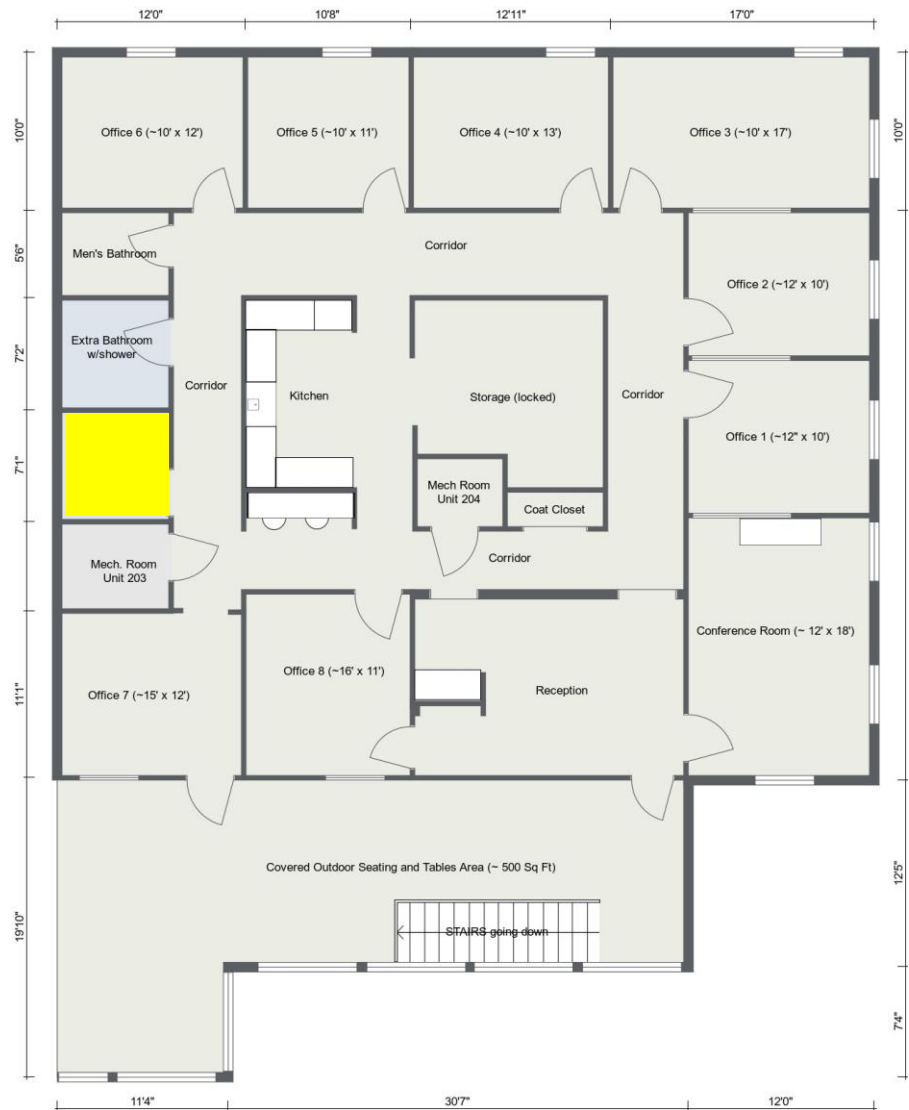 12'0"
10'8"
12'11"
17'0"
10'0"
10'0"
Office 6 (~10' x 12')
Office 5 (~10' x 11')
Office 4 (~10' x 13')
Office 3 (~10' x 17')
5'6"
Men's Bathroom
Corridor
Office 2 (~12' x 10')
7'2"
Extra Bathroom
w/shower
Corridor
Kitchen
Storage (locked)
Corridor
Office 1 (~12" x 10')
7'1"
Mech Room
Unit 204
Coat Closet
Mech. Room
Unit 203
Corridor
11'1"
Office 7 (~15' x 12')
Office 8 (~16' x 11')
Reception
Conference Room (~ 12' x 18')
Covered Outdoor Seating and Tables Area (~ 500 Sq Ft)
12'5"
19'10"
STAIRS going down
7'4"
11'4"
30'7"
12'0"